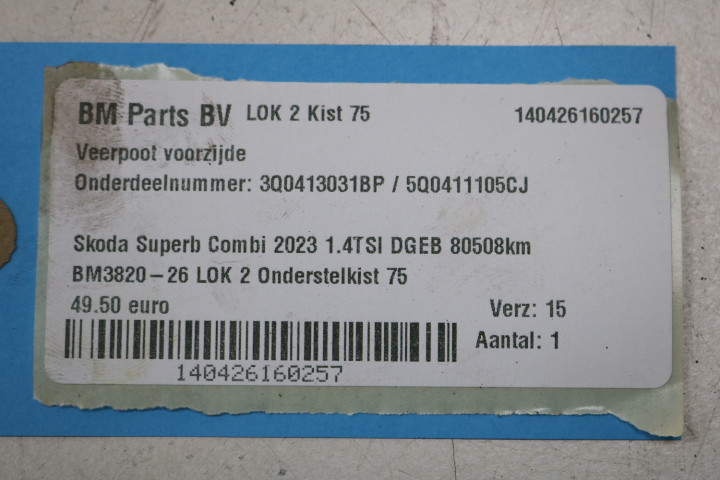 BM Parts BV LOK 2 Kist 75 140426160257
Veerpoot voorzijde
Onderdeelnummer: 3Q0413031BP / 5Q0411105CJ
Skoda Superb Combi 2023 1.4TSI DGEB 80508km
BM3820-26 LOK 2 Onderstelkist 75
49.50 euro Verz: 15
Aantal: 1
140426160257